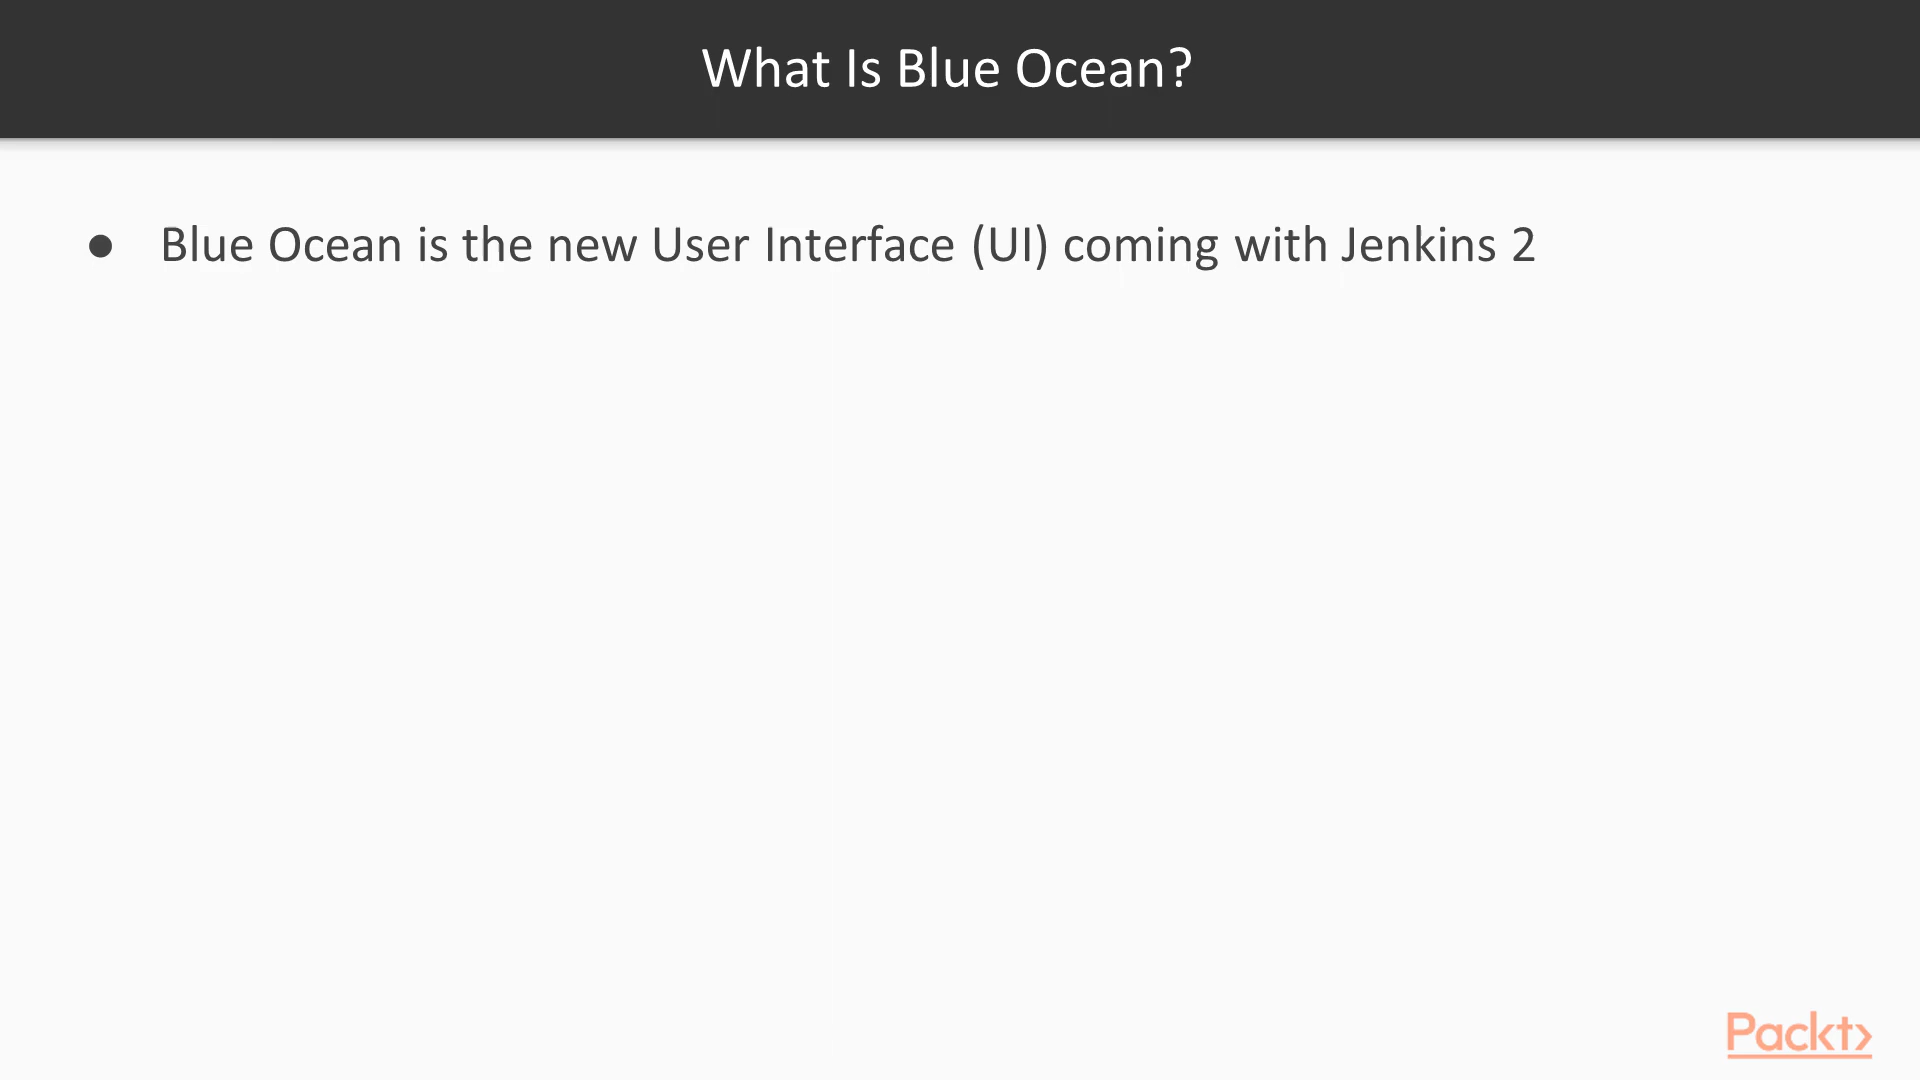 What Is Blue Ocean?
● Blue Ocean is the new User Interface (UI) coming with Jenkins 2
Packt>